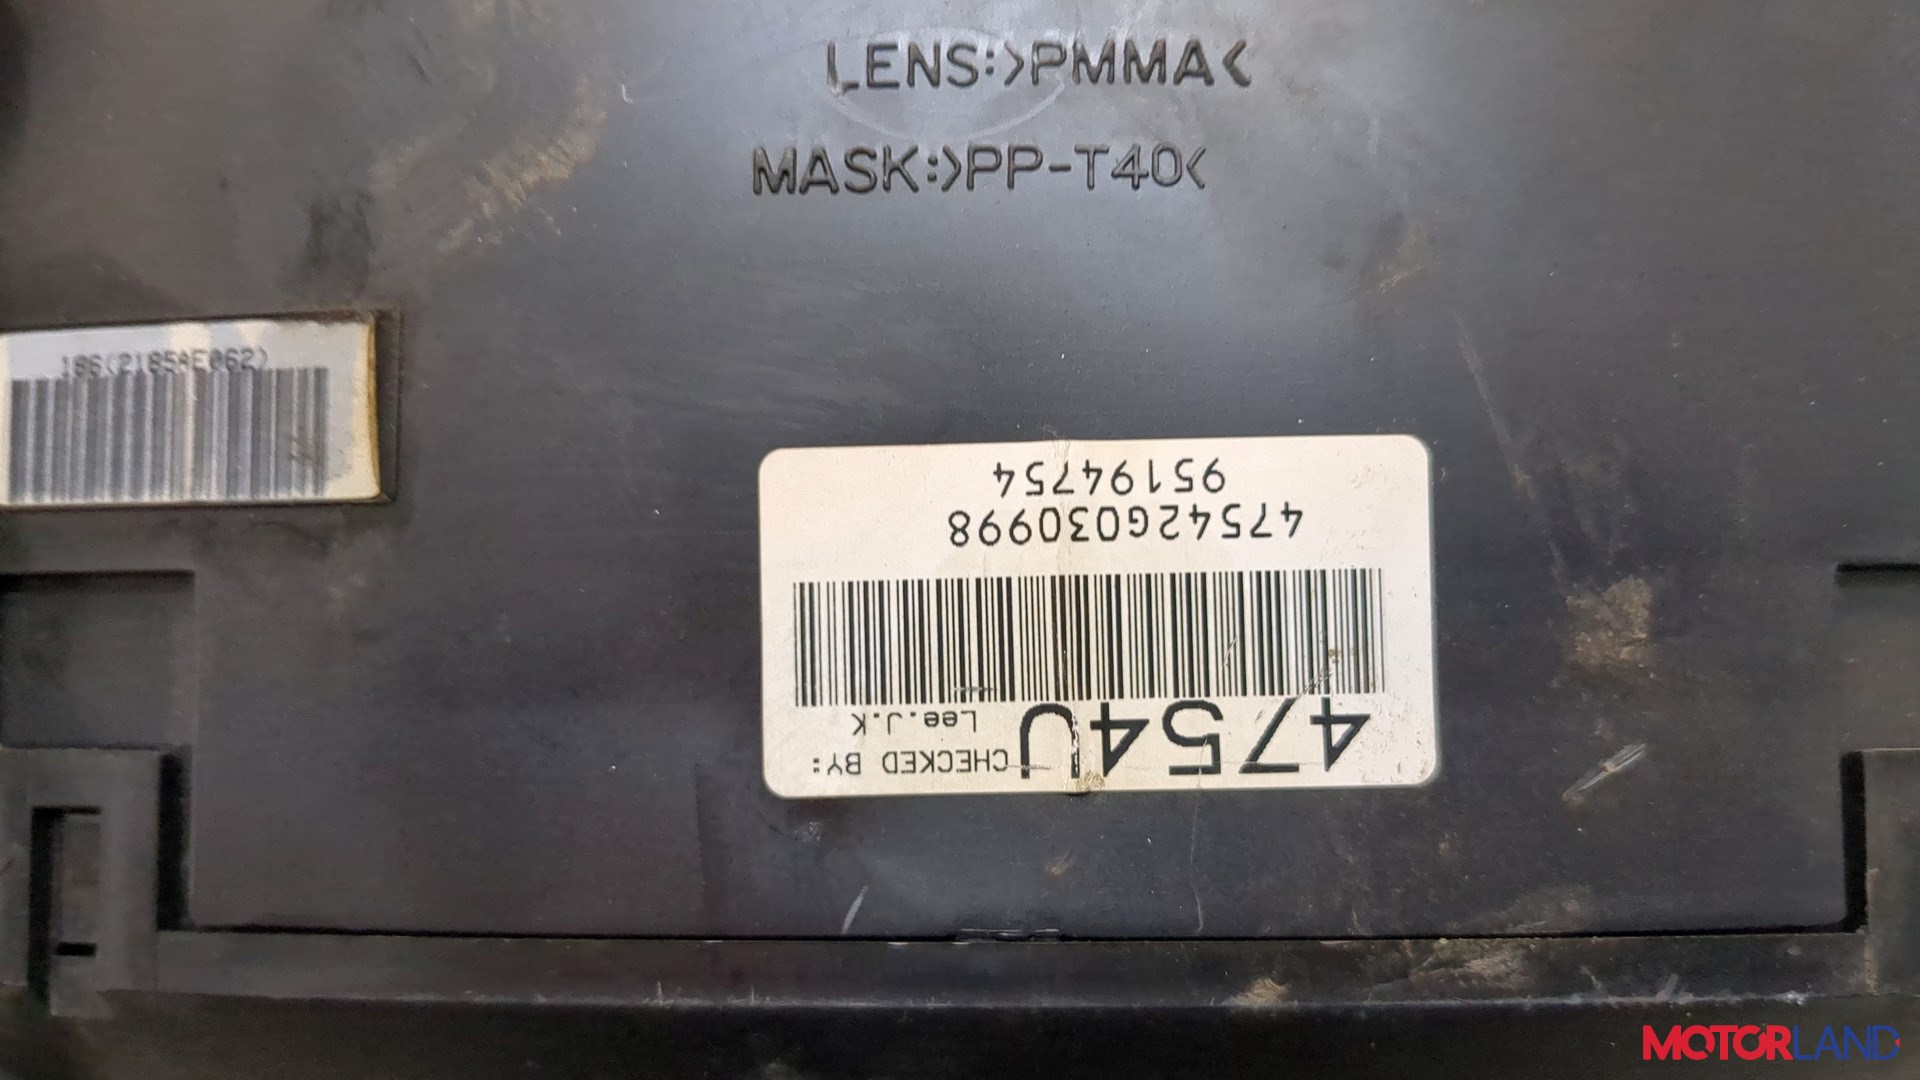 LENS:>PMMA<
MASK:>PP-T40<
186(2185AE062)
4754U
CHECKED BY:
Lee.J.K
47542G030998
95194754
MOTORLAND